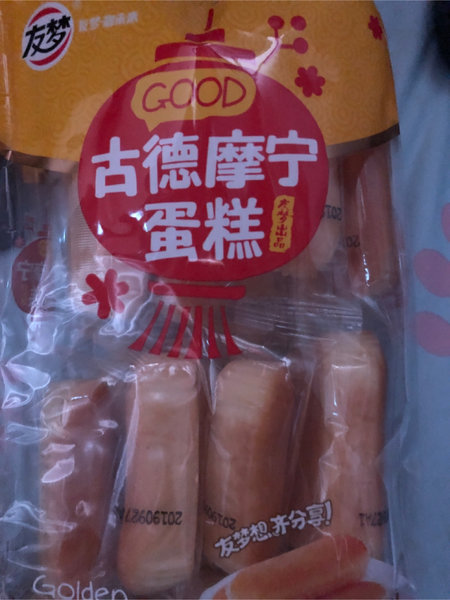 友梦
GOOD
古德摩宁
蛋糕
友梦出品
20190927A1
友梦想,齐分享!
Golden